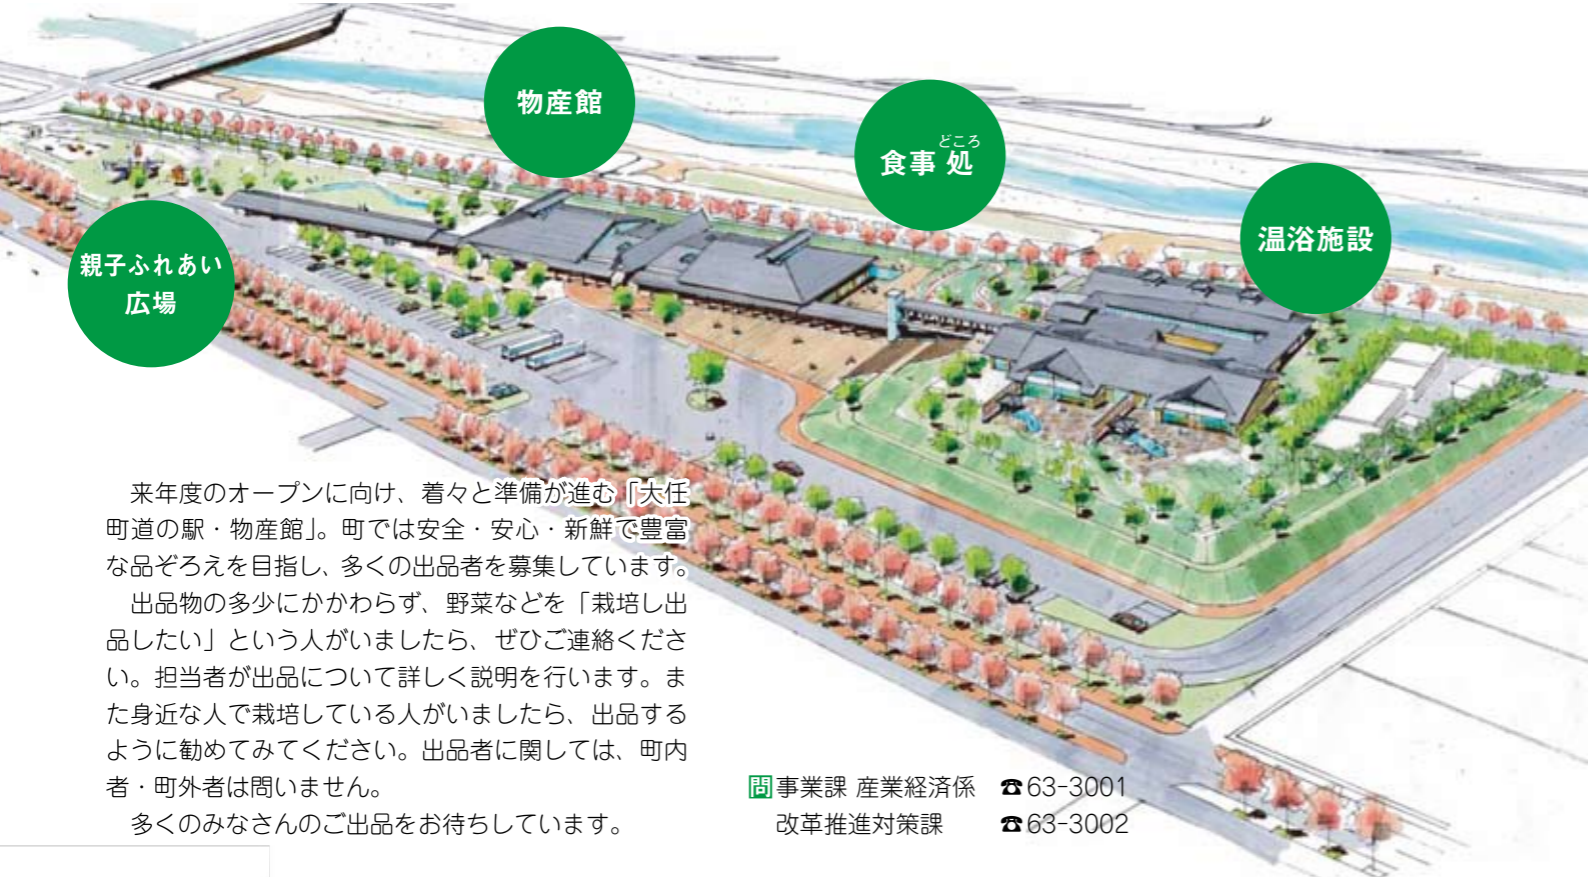 物産館
どころ
食事処
温浴施設
親子ふれあい
広場
来年度のオープンに向け、着々と準備が進む「大任
町道の駅・物産館」。町では安全・安心・新鮮で豊富
な品ぞろえを目指し、多くの出品者を募集しています。
出品物の多少にかかわらず、野菜などを「栽培し出
品したい」という人がいましたら、ぜひご連絡くださ
い。担当者が出品について詳しく説明を行います。ま
た身近な人で栽培している人がいましたら、出品する
ように勧めてみてください。出品者に関しては、町内
者・町外者は問いません。
多くのみなさんのご出品をお待ちしています。
問事業課 産業経済係 ☎63-3001
改革推進対策課 ☎63-3002